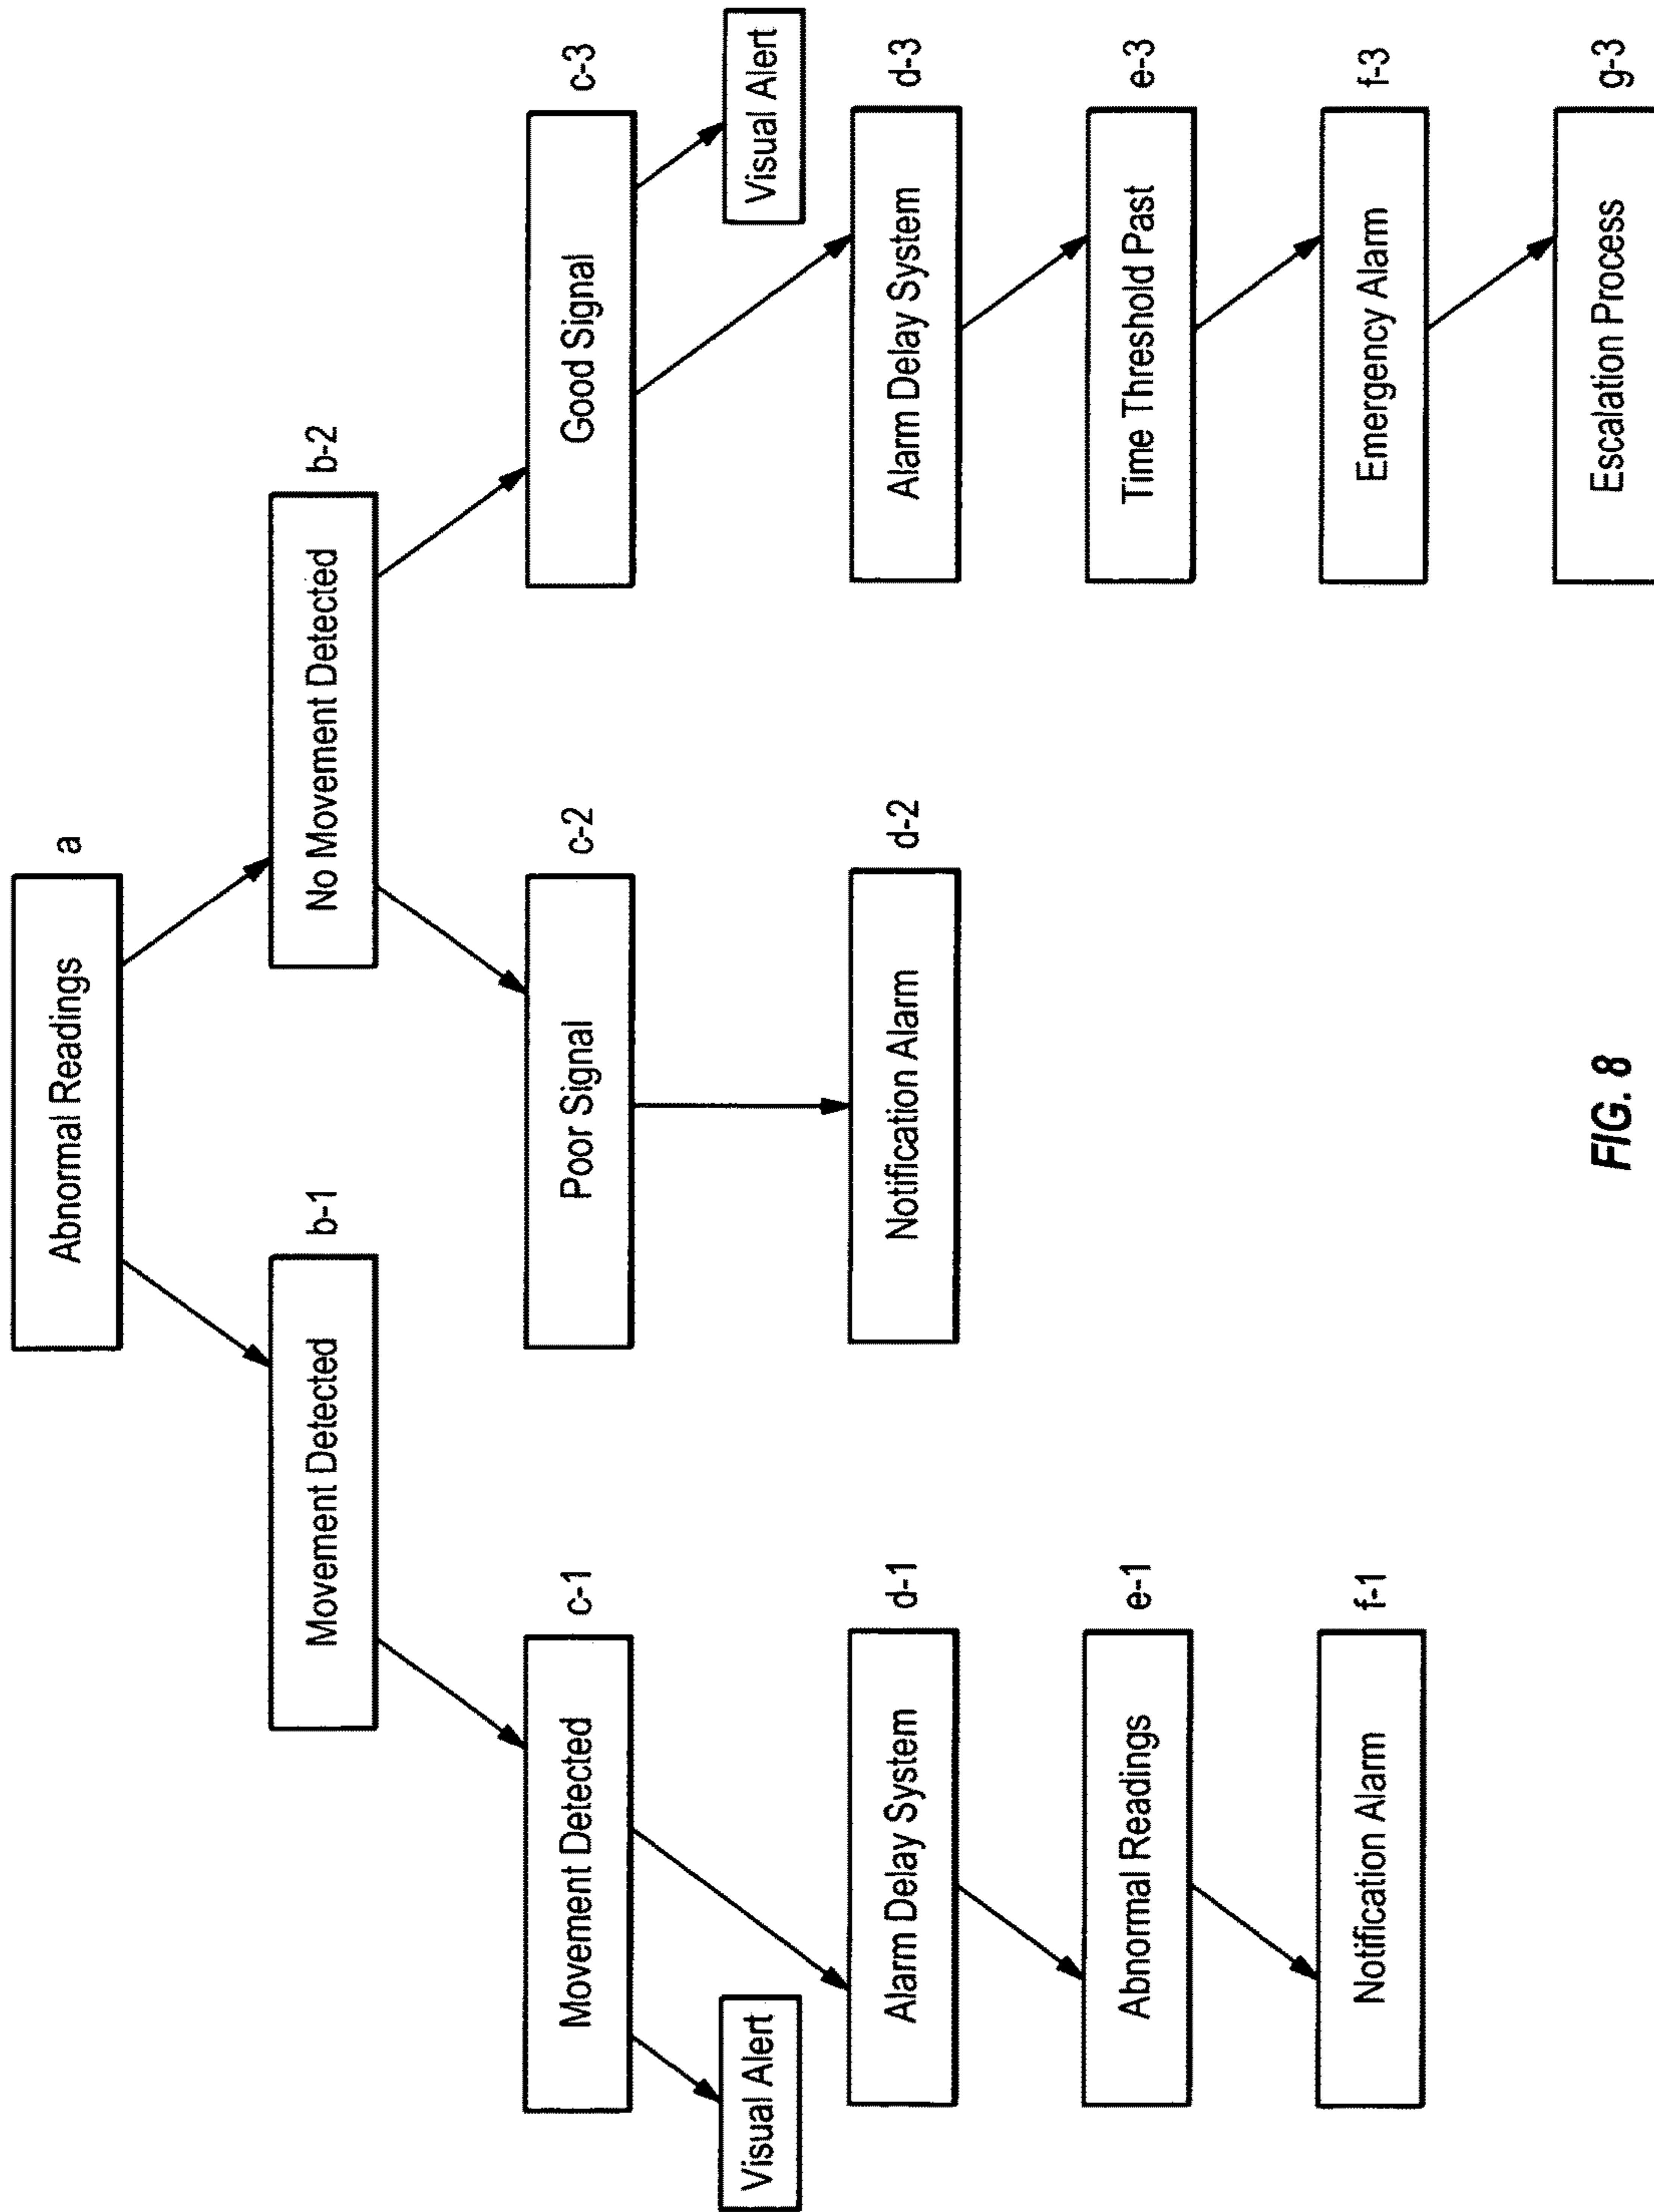 a
Abnormal Readings
b-1
Movement Detected
b-2
No Movement Detected
c-1
Movement Detected
c-2
Poor Signal
c-3
Good Signal
Visual Alert
Visual Alert
d-1
Alarm Delay System
d-2
Notification Alarm
d-3
Alarm Delay System
e-1
Abnormal Readings
e-3
Time Threshold Past
f-1
Notification Alarm
f-3
Emergency Alarm
g-3
Escalation Process
FIG. 8